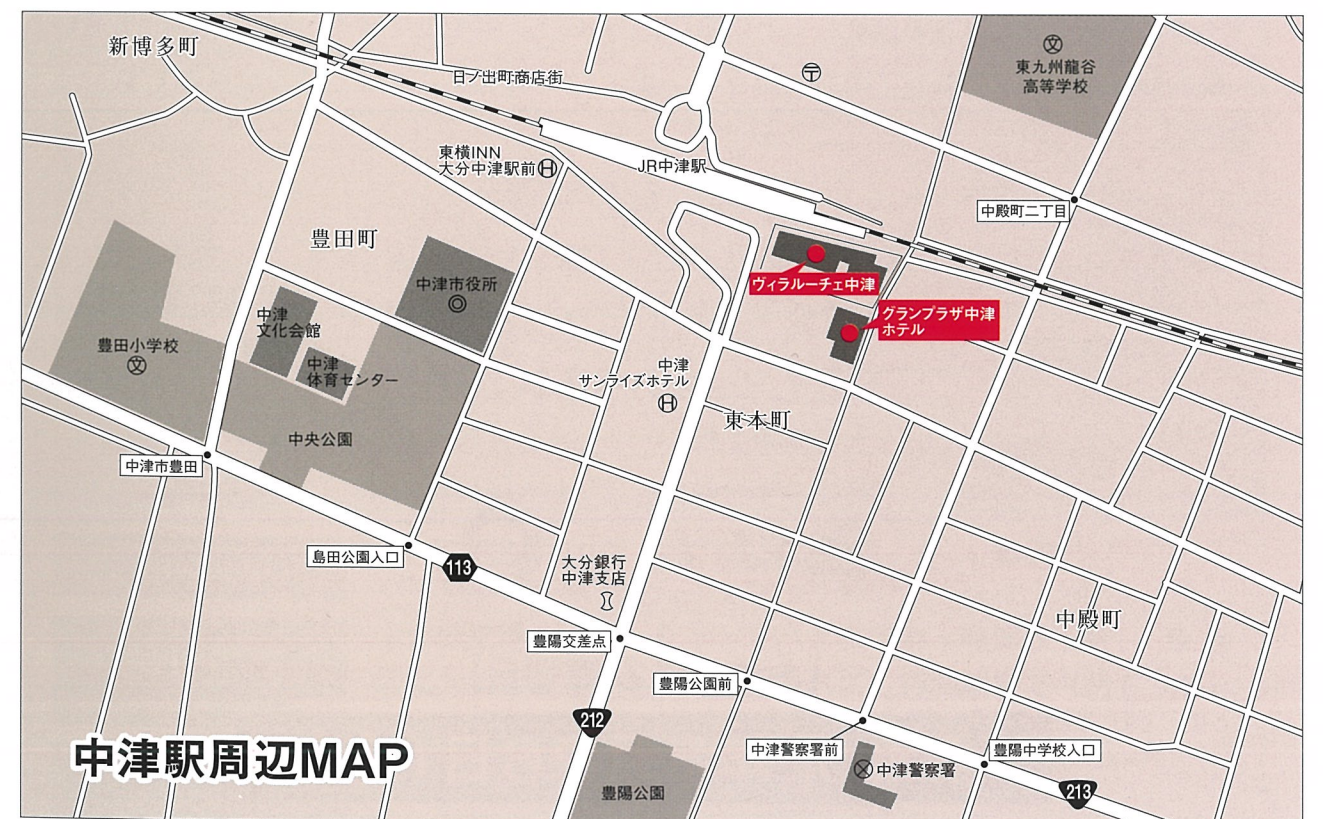 新博多町
日ノ出町商店街
東九州龍谷
高等学校
東横INN
大分中津駅前
JR中津駅
中殿町二丁目
豊田町
中津市役所
ヴィラルーチェ中津
グランプラザ中津
ホテル
中津
文化会館
豊田小学校
中津
体育センター
中津
サンライズホテル
東本町
中央公園
中津市豊田
島田公園入口
113
大分銀行
中津支店
中殿町
豊陽交差点
豊陽公園前
212
中津警察署前
豊陽中学校入口
中津警察署
213
豊陽公園
中津駅周辺MAP